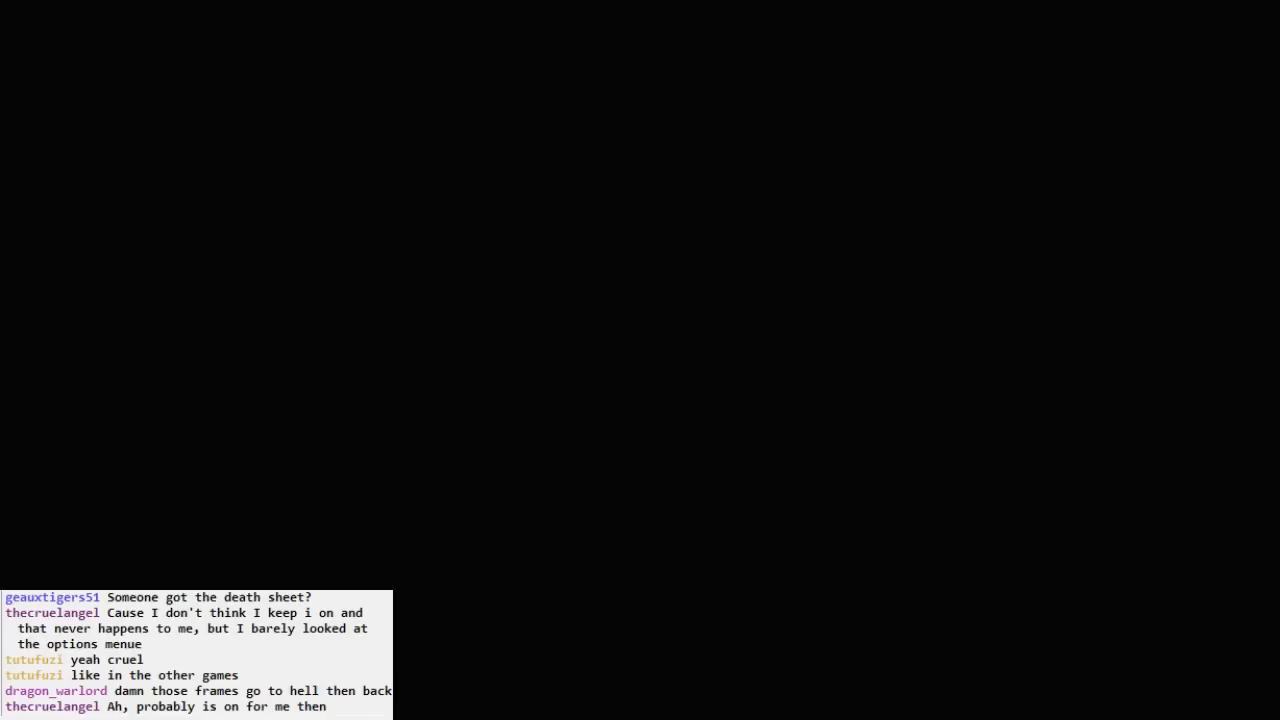 geauxtigers51 Someone got the death sheet?
thecruelangel Cause I don't think I keep i on and
that never happens to me, but I barely looked at
the options menue
tutufuzi yeah cruel
tutufuzi like in the other games
dragon_warlord damn those frames go to hell then back
thecruelangel Ah, probably is on for me then